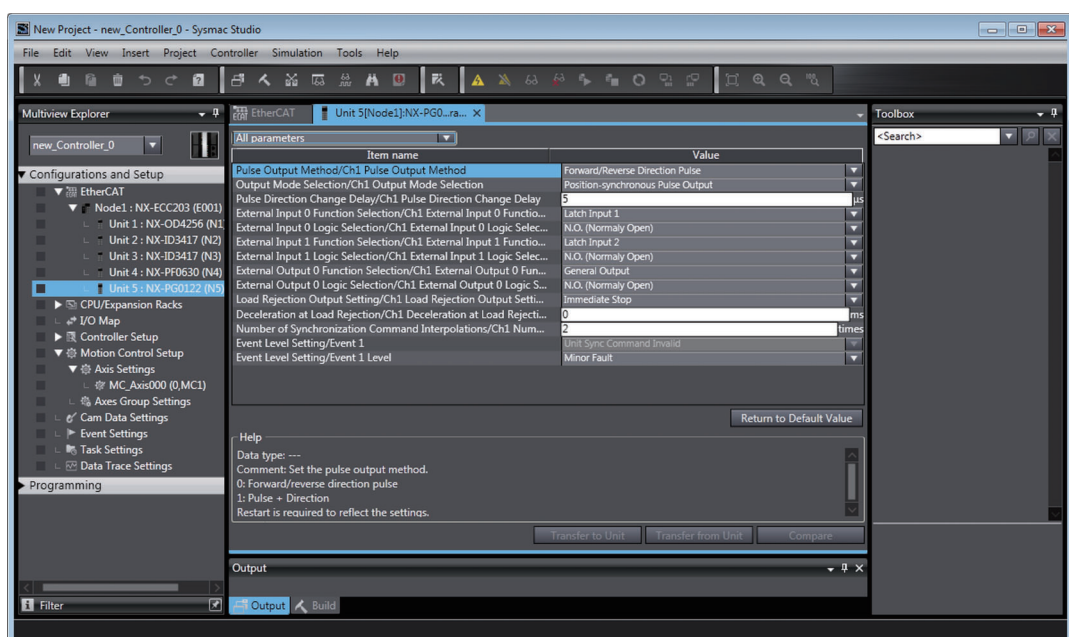 New Project - new_Controller_0 - Sysmac Studio
File Edit View Insert Project Controller Simulation Tools Help
Multiview Explorer
new_Controller_0
Configurations and Setup
EtherCAT
Node1 : NX-ECC203 (E001)
Unit 1 : NX-OD4256 (N1
Unit 2 : NX-ID3417 (N2)
Unit 3 : NX-ID3417 (N3)
Unit 4 : NX-PF0630 (N4)
Unit 5 : NX-PG0122 (N5)
CPU/Expansion Racks
I/O Map
Controller Setup
Motion Control Setup
Axis Settings
MC_Axis000 (0,MC1)
Axes Group Settings
Cam Data Settings
Event Settings
Task Settings
Data Trace Settings
Programming
Filter
EtherCAT
Unit 5[Node1]:NX-PG0...ra...
All parameters
Item name Value
Pulse Output Method/Ch1 Pulse Output Method Forward/Reverse Direction Pulse
Output Mode Selection/Ch1 Output Mode Selection Position-synchronous Pulse Output
Pulse Direction Change Delay/Ch1 Pulse Direction Change Delay 5 μs
External Input 0 Function Selection/Ch1 External Input 0 Functio... Latch Input 1
External Input 0 Logic Selection/Ch1 External Input 0 Logic Selec... N.O. (Normaly Open)
External Input 1 Function Selection/Ch1 External Input 1 Functio... Latch Input 2
External Input 1 Logic Selection/Ch1 External Input 1 Logic Selec... N.O. (Normaly Open)
External Output 0 Function Selection/Ch1 External Output 0 Fun... General Output
External Output 0 Logic Selection/Ch1 External Output 0 Logic S... N.O. (Normaly Open)
Load Rejection Output Setting/Ch1 Load Rejection Output Setti... Immediate Stop
Deceleration at Load Rejection/Ch1 Deceleration at Load Rejecti... 0 ms
Number of Synchronization Command Interpolations/Ch1 Num... 2 times
Event Level Setting/Event 1 Unit Sync Command Invalid
Event Level Setting/Event 1 Level Minor Fault
Return to Default Value
Help
Data type: ---
Comment: Set the pulse output method.
0: Forward/reverse direction pulse
1: Pulse + Direction
Restart is required to reflect the settings.
Transfer to Unit Transfer from Unit Compare
Output
Output Build
Toolbox
<Search>